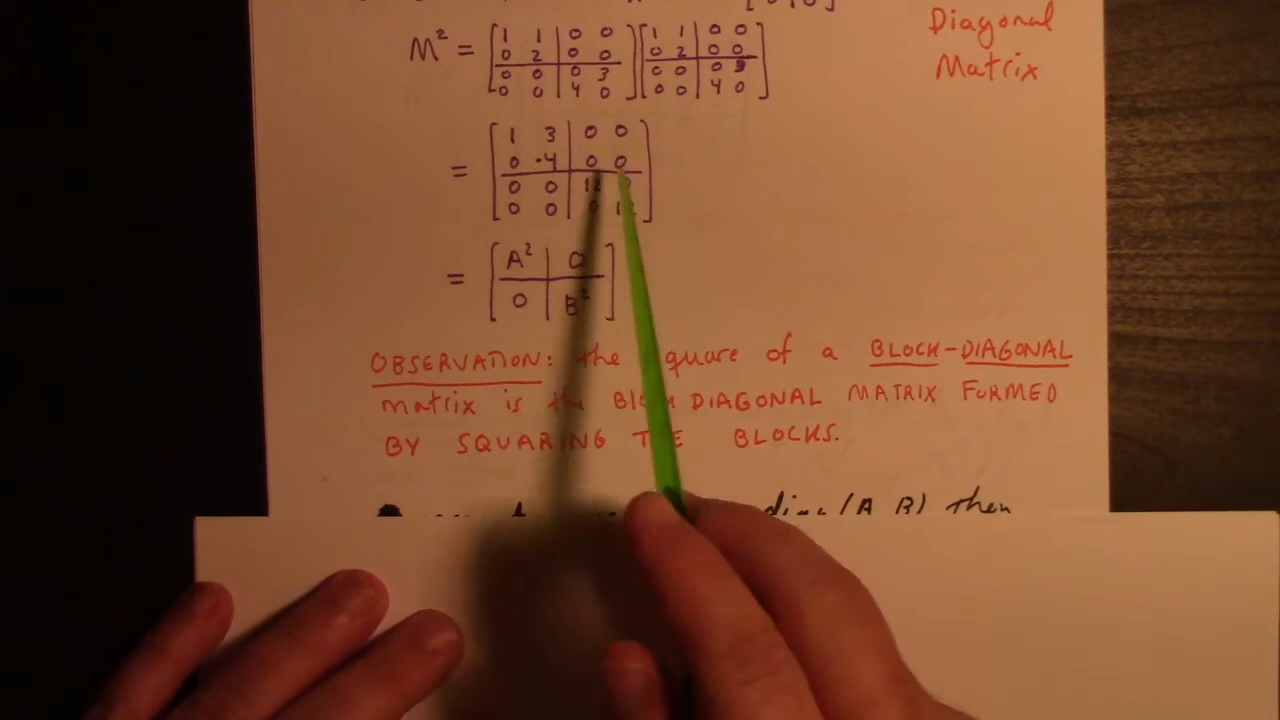 Diagonal
Matrix
M² = [1 1 | 0 0] [1 1 | 0 0]
[0 2 | 0 0] [0 2 | 0 0]
[0 0 | 0 3] [0 0 | 0 3]
[0 0 | 4 0] [0 0 | 4 0]
= [1 3 | 0 0]
[0 ·4 | 0 0]
[0 0 | 12
[0 0 |
= [A² | 0]
[0 | B²]
OBSERVATION: the square of a BLOCK-DIAGONAL
matrix is the BLOCK DIAGONAL MATRIX FORMED
BY SQUARING THE BLOCKS.
(A B) then